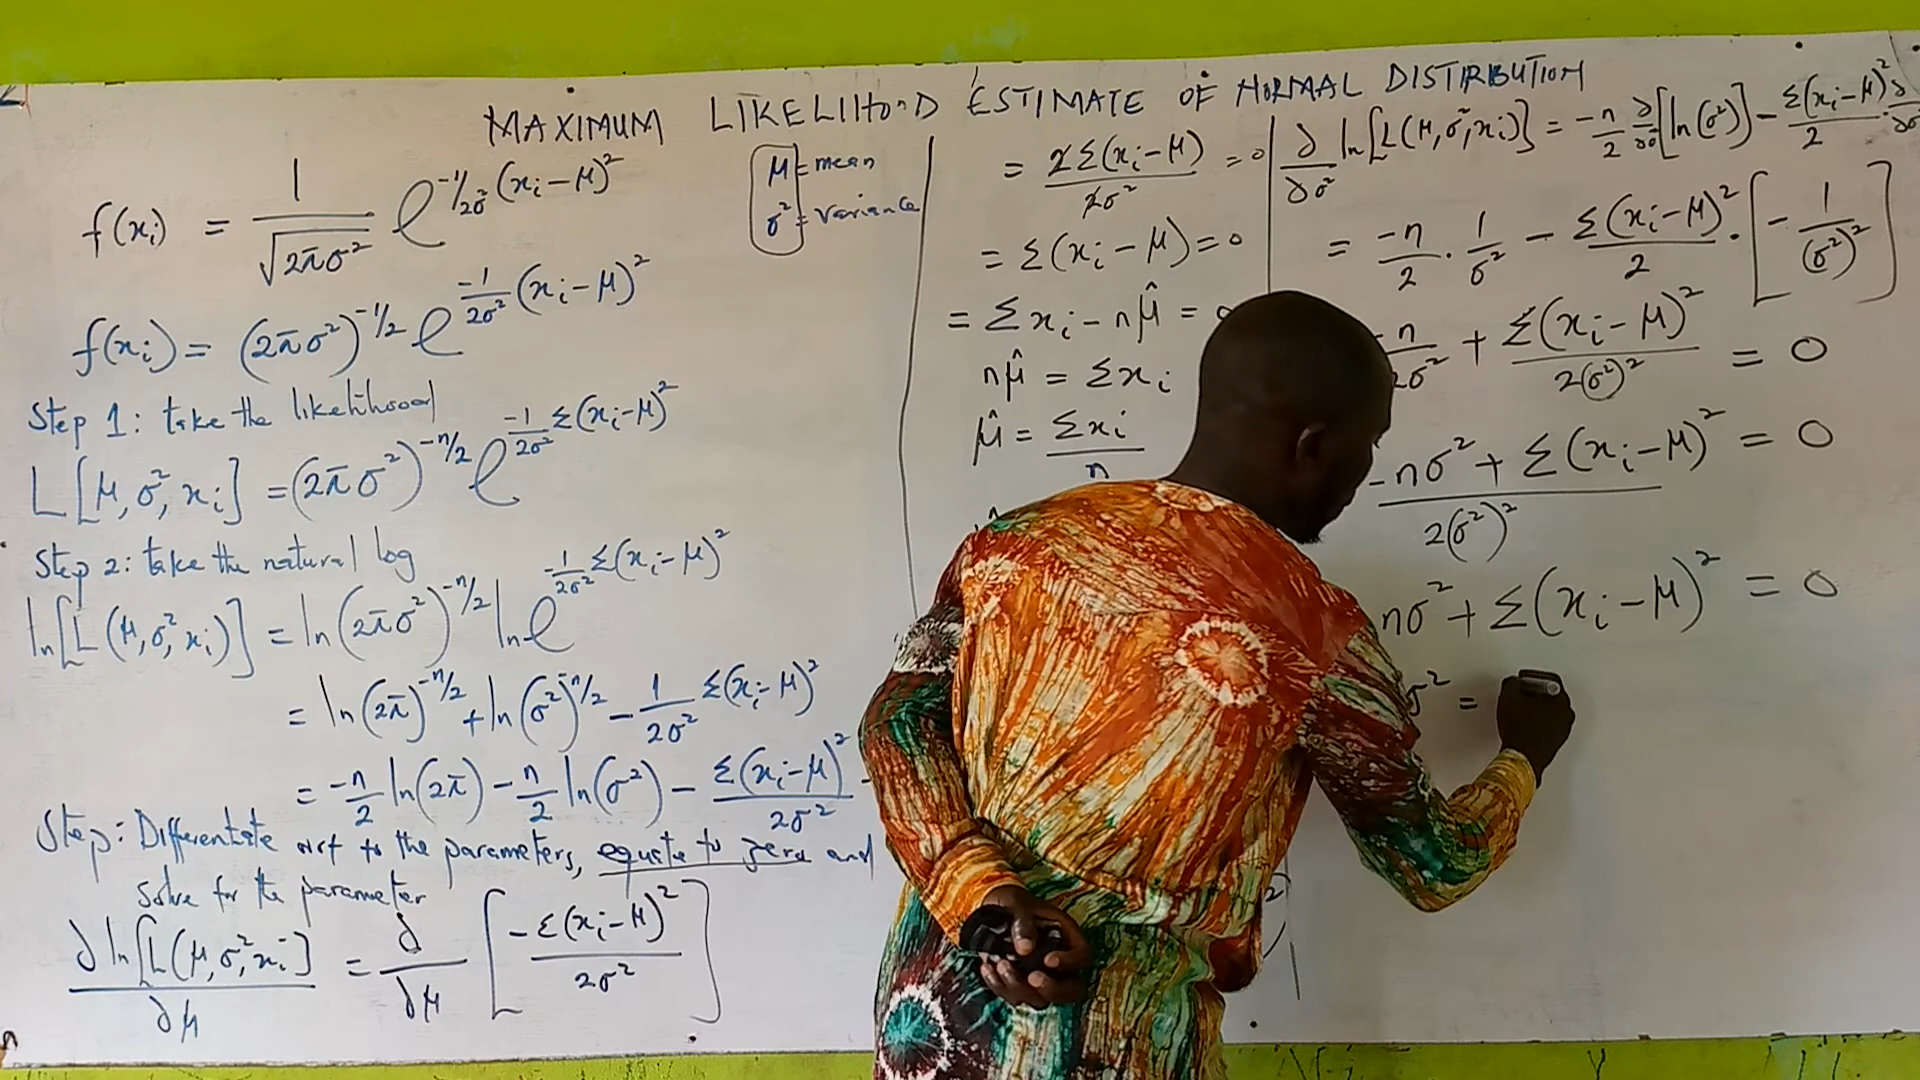 MAXIMUM LIKELIHOOD ESTIMATE OF NORMAL DISTRIBUTION
f(xᵢ) = 1/√(2πσ²) e^(-1/2σ² (xᵢ-μ)²)
μ = mean
σ² = variance
f(xᵢ) = (2πσ²)^(-1/2) e^(-1/2σ² (xᵢ-μ)²)
Step 1: take the likelihood
L[μ, σ², xᵢ] = (2πσ²)^(-n/2) e^(-1/2σ² Σ(xᵢ-μ)²)
Step 2: take the natural log
ln[L(μ, σ², xᵢ)] = ln(2πσ²)^(-n/2) ln e^(-1/2σ² Σ(xᵢ-μ)²)
= ln(2π)^(-n/2) + ln(σ²)^(-n/2) - 1/2σ² Σ(xᵢ-μ)²
= -n/2 ln(2π) - n/2 ln(σ²) - Σ(xᵢ-μ)²/2σ²
Step: Differentiate wrt to the parameters, equate to zero and
Solve for the parameter
∂ ln[L(μ, σ², xᵢ]/∂μ = ∂/∂μ [-Σ(xᵢ-μ)²/2σ²]
= 2Σ(xᵢ-μ)/2σ² = 0
= Σ(xᵢ-μ) = 0
= Σxᵢ - nμ̂ = 0
nμ̂ = Σxᵢ
μ̂ = Σxᵢ/n
∂/∂σ² ln[L(μ, σ², xᵢ)] = -n/2 ∂/∂σ² [ln(σ²)] - Σ(xᵢ-μ)²/2 · ∂/∂σ
= -n/2 · 1/σ² - Σ(xᵢ-μ)²/2 · [-1/(σ²)²]
-n/2σ² + Σ(xᵢ-μ)²/2(σ²)² = 0
-nσ² + Σ(xᵢ-μ)²/2(σ²)² = 0
nσ² + Σ(xᵢ-μ)² = 0
σ² =